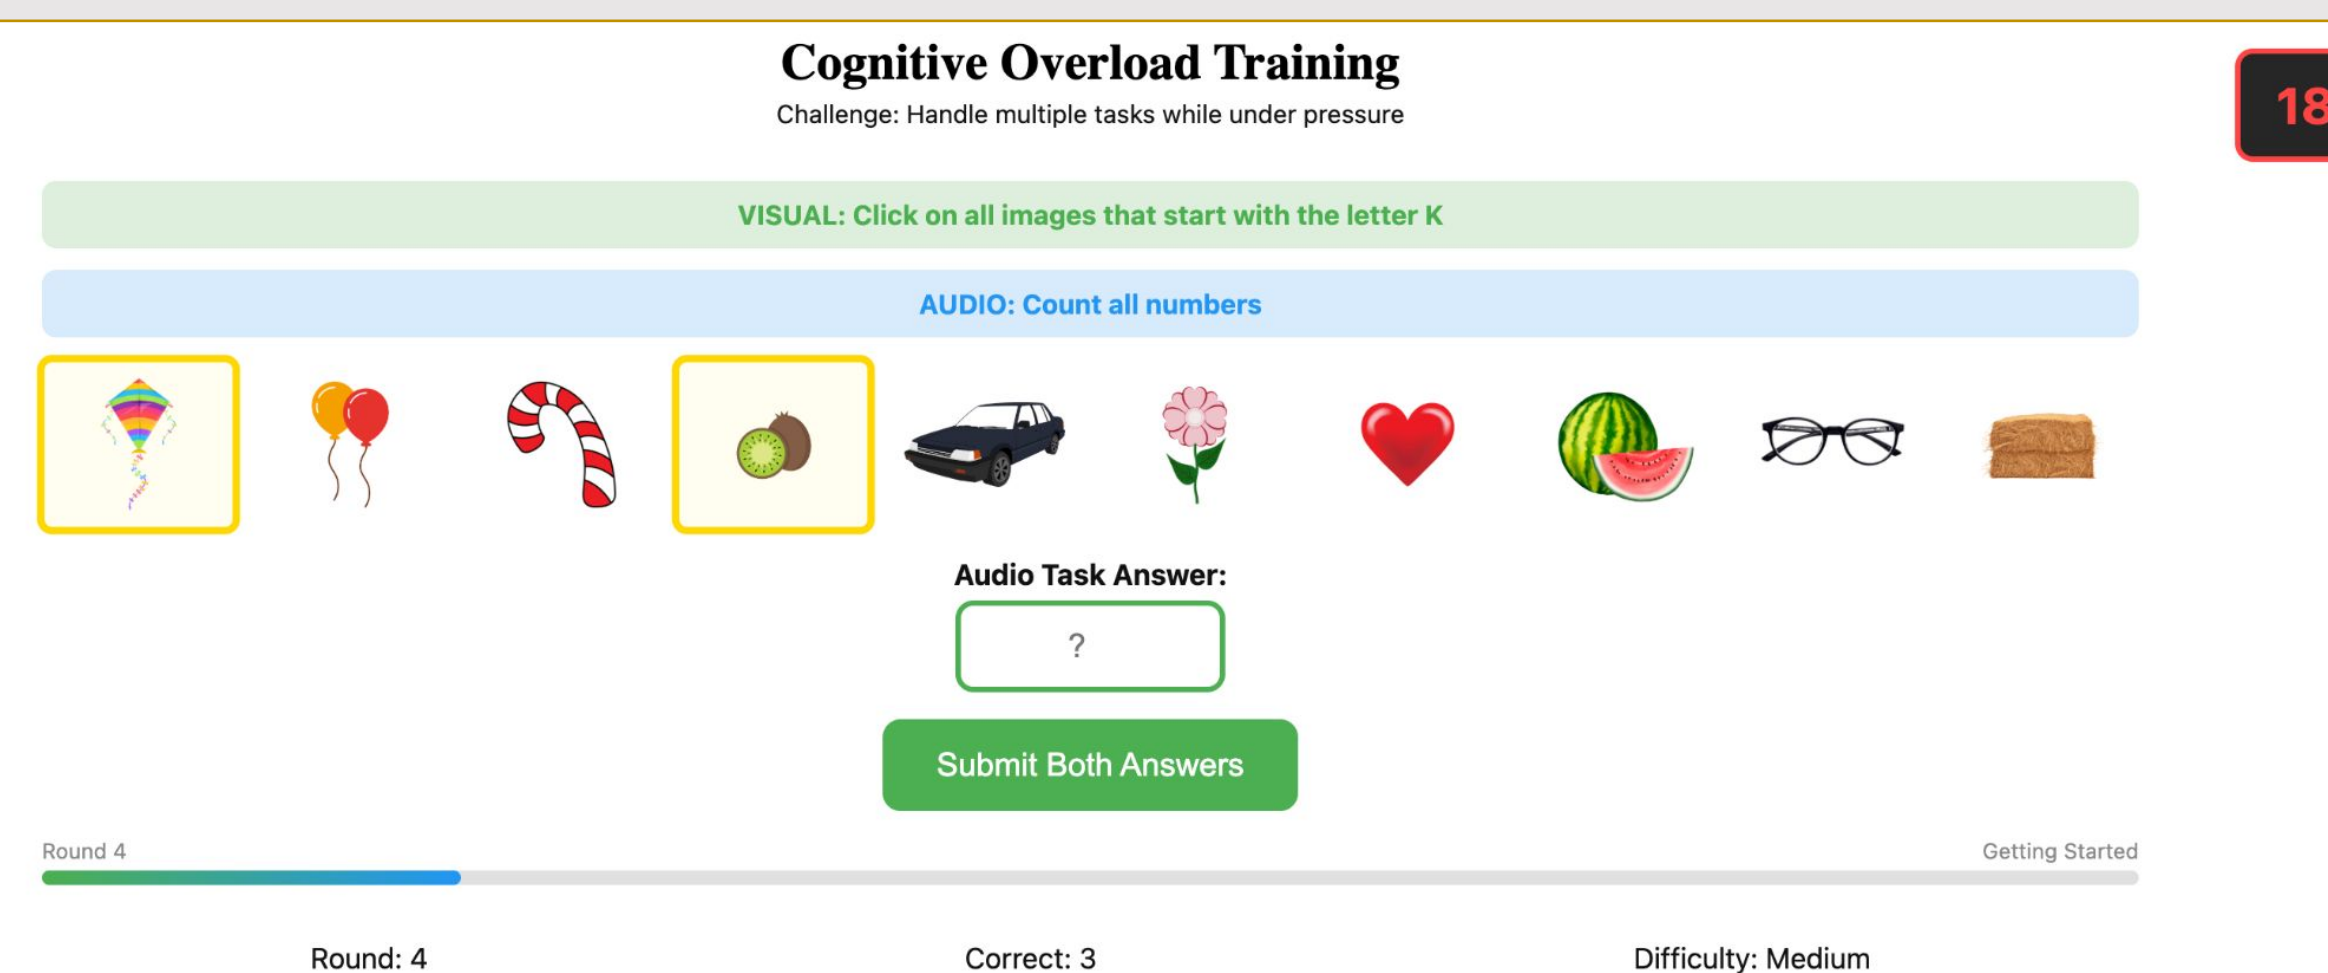 Cognitive Overload Training
Challenge: Handle multiple tasks while under pressure
18
VISUAL: Click on all images that start with the letter K
AUDIO: Count all numbers
Audio Task Answer:
?
Submit Both Answers
Round 4
Getting Started
Round: 4
Correct: 3
Difficulty: Medium